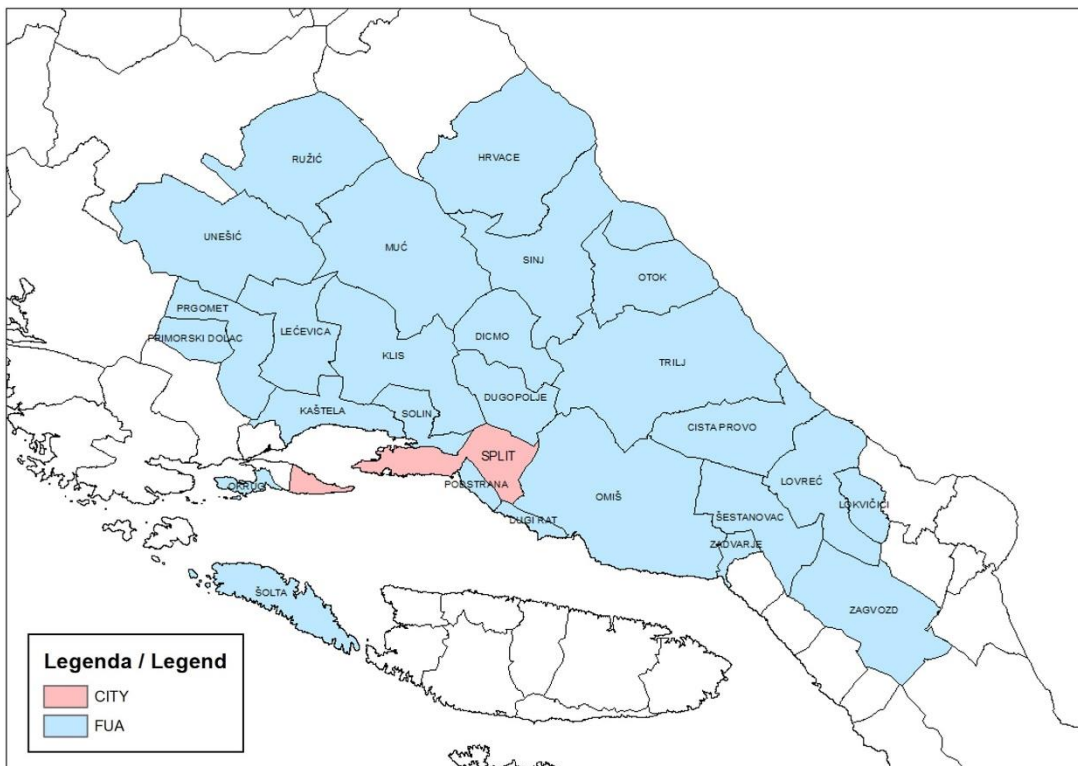 RUŽIĆ
HRVACE
UNEŠIĆ
MUĆ
SINJ
OTOK
PRGOMET
PRIMORSKI DOLAC
LEĆEVICA
KLIS
DICMO
TRILJ
KAŠTELA
SOLIN
DUGOPOLJE
CISTA PROVO
SPLIT
OKRUG
PODSTRANA
OMIŠ
LOVREĆ
LOKVIČIĆI
DUGI RAT
ŠESTANOVAC
ZADVARJE
ŠOLTA
ZAGVOZD
Legenda / Legend
CITY
FUA